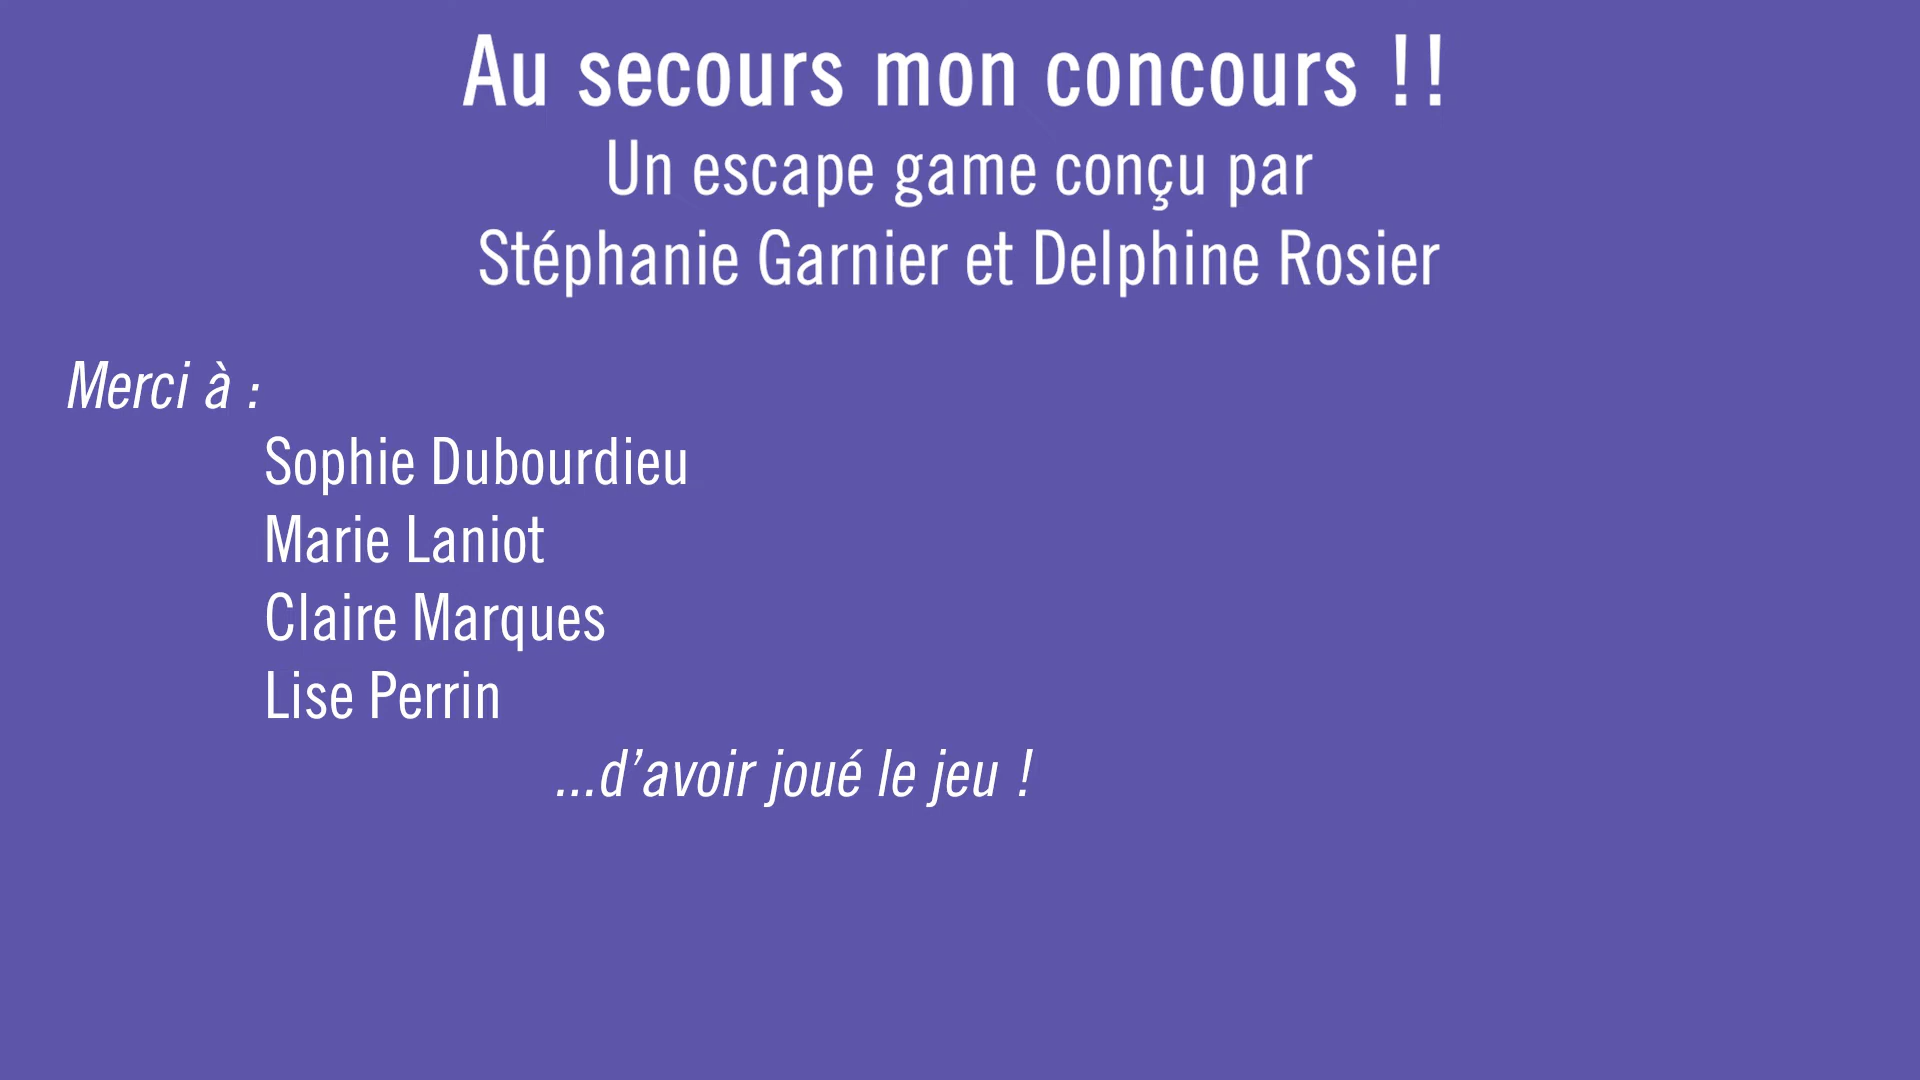 Au secours mon concours !!
Un escape game conçu par
Stéphanie Garnier et Delphine Rosier
Merci à :
Sophie Dubourdieu
Marie Laniot
Claire Marques
Lise Perrin
...d’avoir joué le jeu !